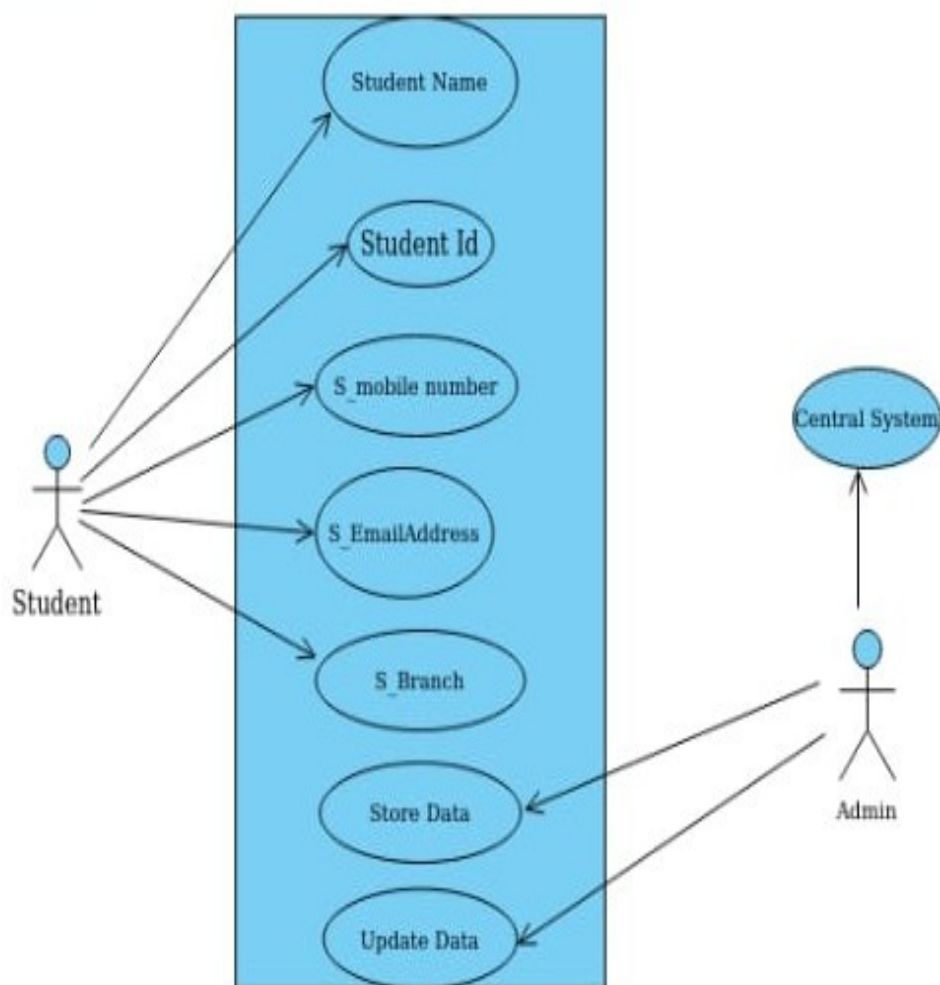 Student Name
Student Id
S_mobile number
Central System
S_EmailAddress
Student
S_Branch
Store Data
Admin
Update Data